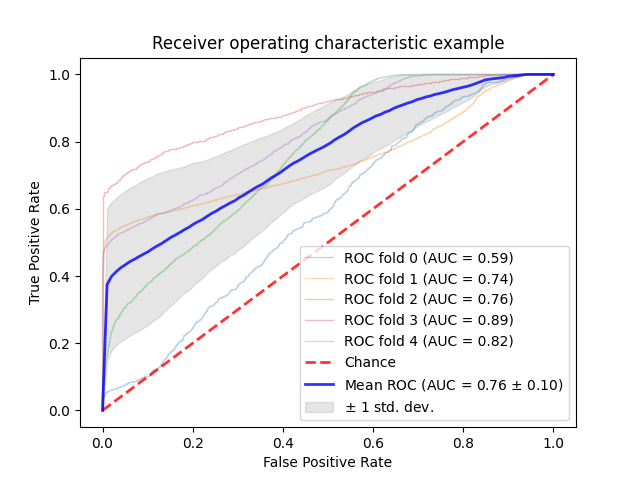 Receiver operating characteristic example
1.0
0.8
0.6
0.4
0.2
0.0
True Positive Rate
ROC fold 0 (AUC = 0.59)
ROC fold 1 (AUC = 0.74)
ROC fold 2 (AUC = 0.76)
ROC fold 3 (AUC = 0.89)
ROC fold 4 (AUC = 0.82)
Chance
Mean ROC (AUC = 0.76 ± 0.10)
± 1 std. dev.
0.0 0.2 0.4 0.6 0.8 1.0
False Positive Rate